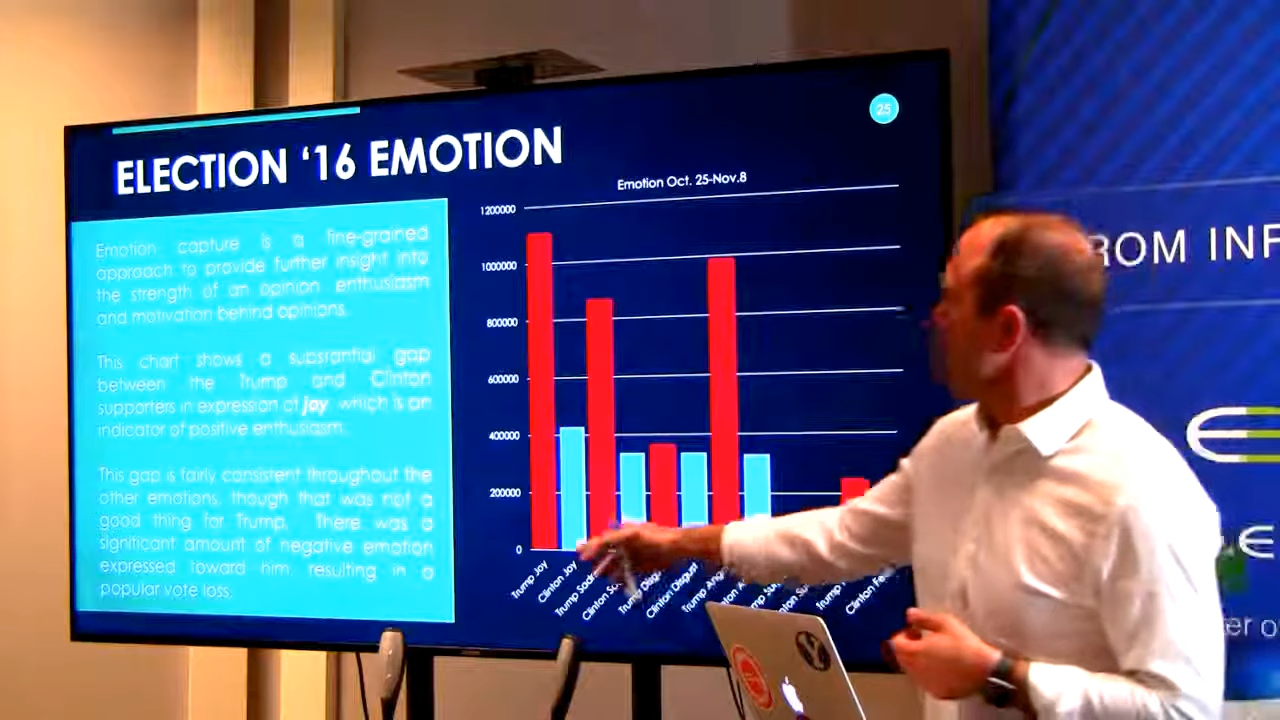 25
ELECTION ‘16 EMOTION
Emotion capture is a fine-grained
approach to provide further insight into
the strength of an opinion enthusiasm
and motivation behind opinions.
This chart shows a substantial gap
between the Trump and Clinton
supporters in expression of joy which is an
indicator of positive enthusiasm.
This gap is fairly consistent throughout the
other emotions, though that was not a
good thing for Trump. There was a
significant amount of negative emotion
expressed toward him, resulting in a
popular vote loss.
Emotion Oct. 25-Nov.8
1200000
1000000
800000
600000
400000
200000
0
Trump Joy
Clinton Joy
Trump
Clinton
Trump
Clinton Disgust
Trump
Clinton
ROM INF